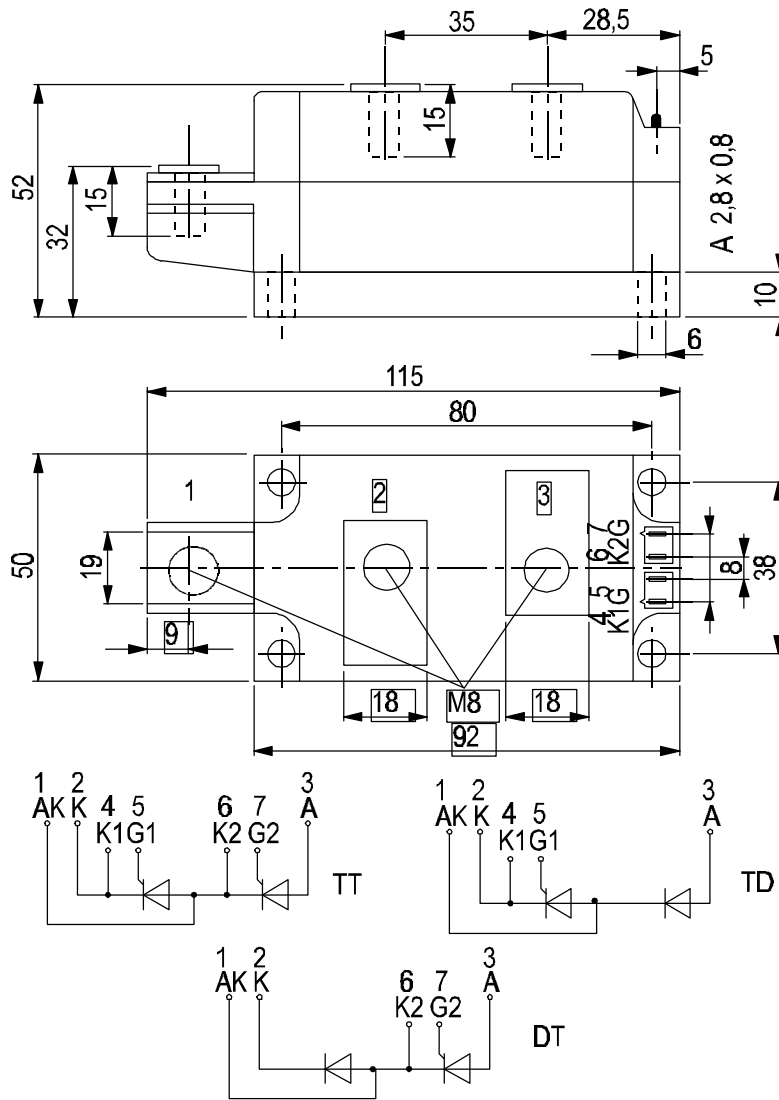 35
28,5
5
15
52
32
15
A 2,8 x 0,8
10
6
115
80
1
2
3
7
6
K2G
5
4
K1G
50
19
8
38
9
18
M8
18
92
1 2 4 5 6 7 3
AK K K1 G1 K2 G2 A
TT
1 2 4 5 3
AK K K1 G1 A
TD
1 2 6 7 3
AK K K2 G2 A
DT